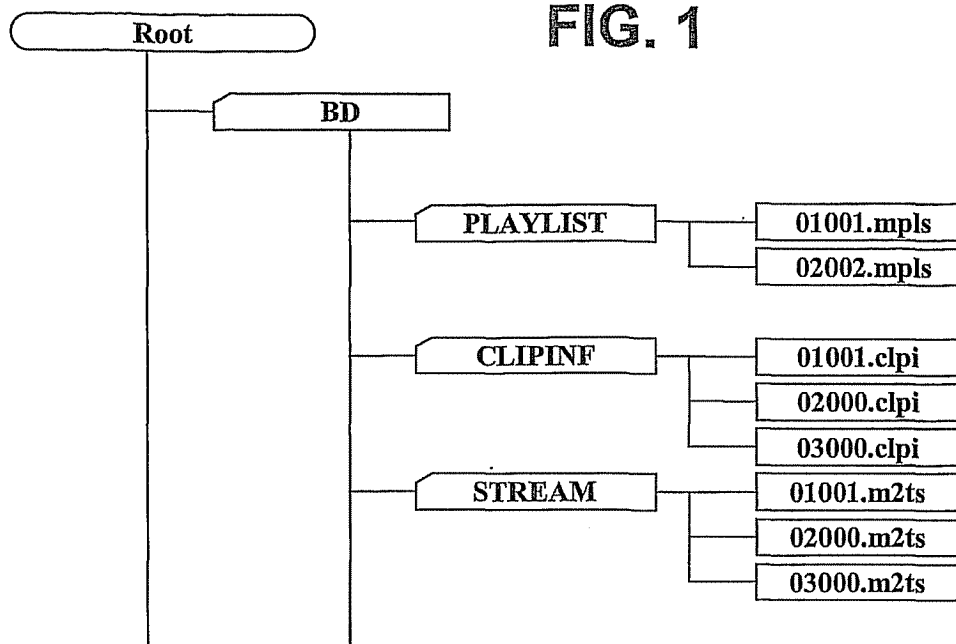 FIG. 1
Root
BD
PLAYLIST
01001.mpls
02002.mpls
CLIPINF
01001.clpi
02000.clpi
03000.clpi
STREAM
01001.m2ts
02000.m2ts
03000.m2ts